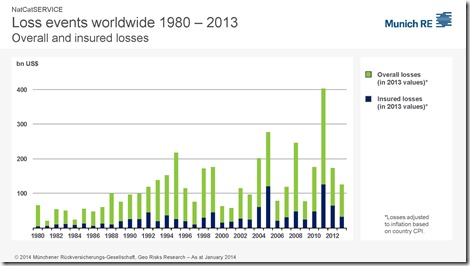 NatCatSERVICE
Loss events worldwide 1980 – 2013
Overall and insured losses
Munich RE
bn US$
400
300
200
100
1980 1982 1984 1986 1988 1990 1992 1994 1996 1998 2000 2002 2004 2006 2008 2010 2012
Overall losses
(in 2013 values)*
Insured losses
(in 2013 values)*
*Losses adjusted
to inflation based
on country CPI
© 2014 Münchener Rückversicherungs-Gesellschaft, Geo Risks Research – As at January 2014